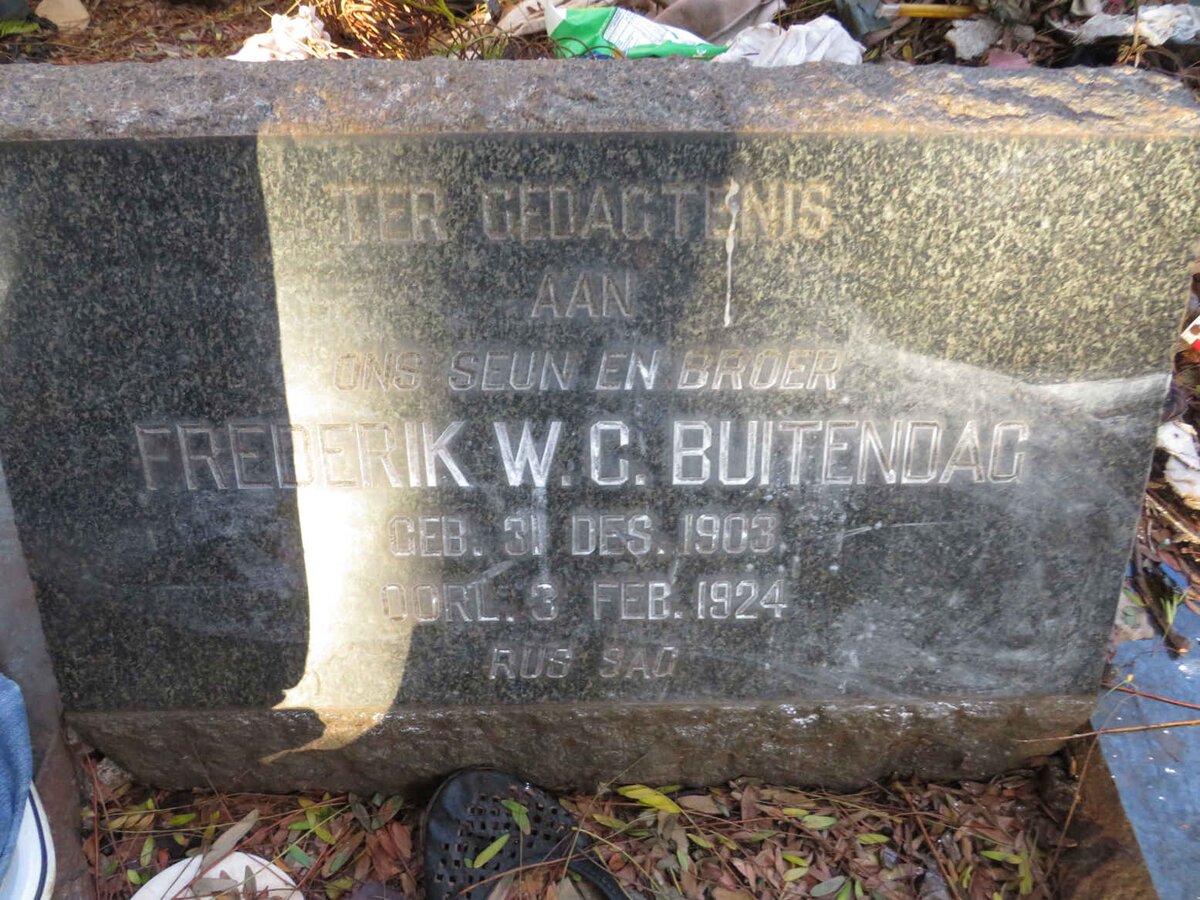 TER GEDAGTENIS
AAN
ONS SEUN EN BROER
FREDERIK W. C. BUITENDAG
GEB. 31 DES. 1903
OORL. 3 FEB. 1924
RUS SAG